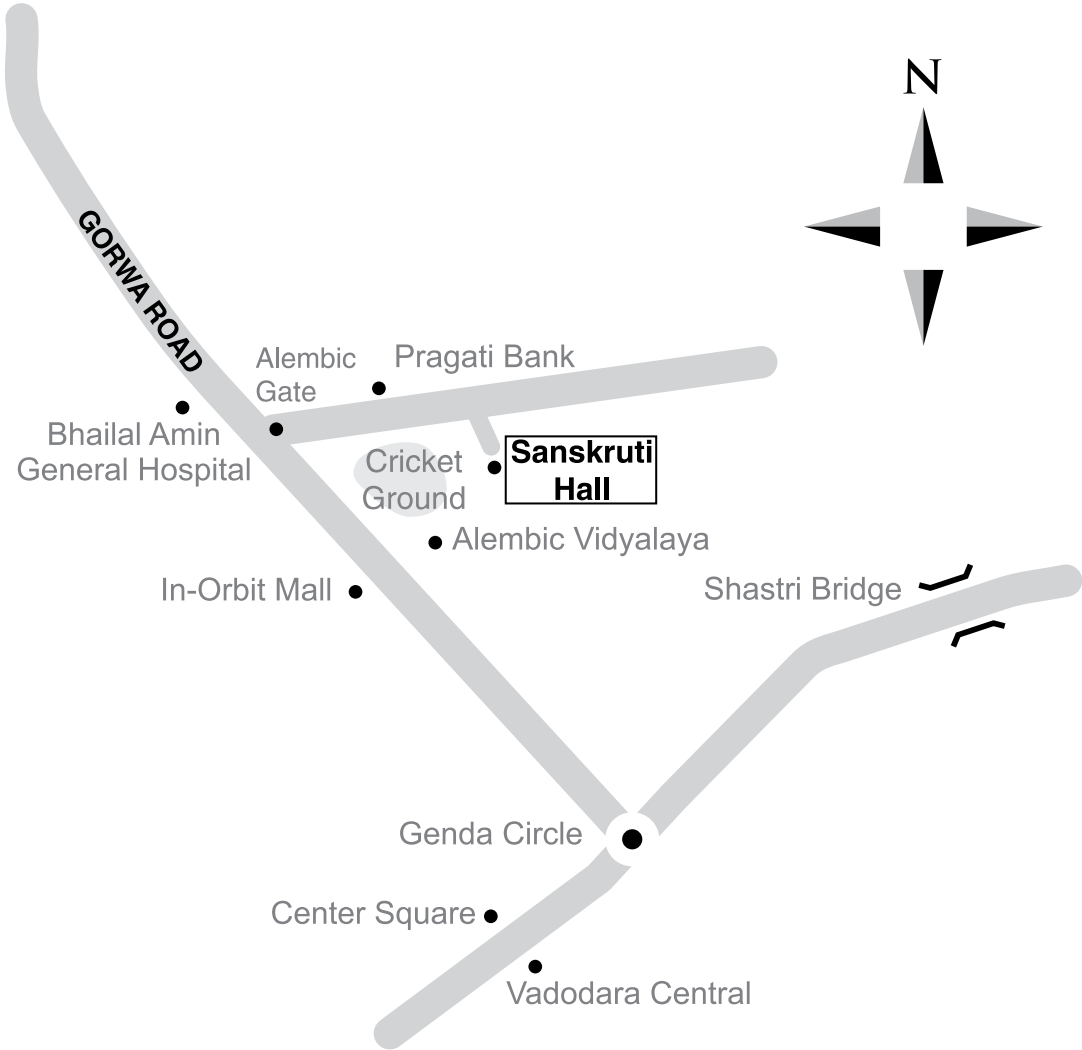 N
GORWA ROAD
Alembic
Gate
Pragati Bank
Bhailal Amin
General Hospital
Cricket
Ground
Sanskruti
Hall
Alembic Vidyalaya
In-Orbit Mall
Shastri Bridge
Genda Circle
Center Square
Vadodara Central